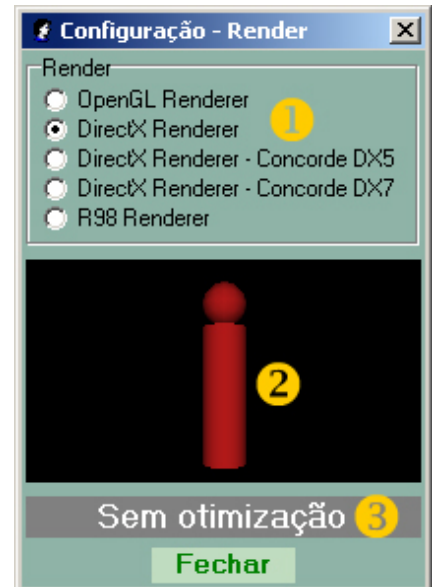 Configuração - Render
Render
OpenGL Renderer
DirectX Renderer
1
DirectX Renderer - Concorde DX5
DirectX Renderer - Concorde DX7
R98 Renderer
2
Sem otimização 3
Fechar